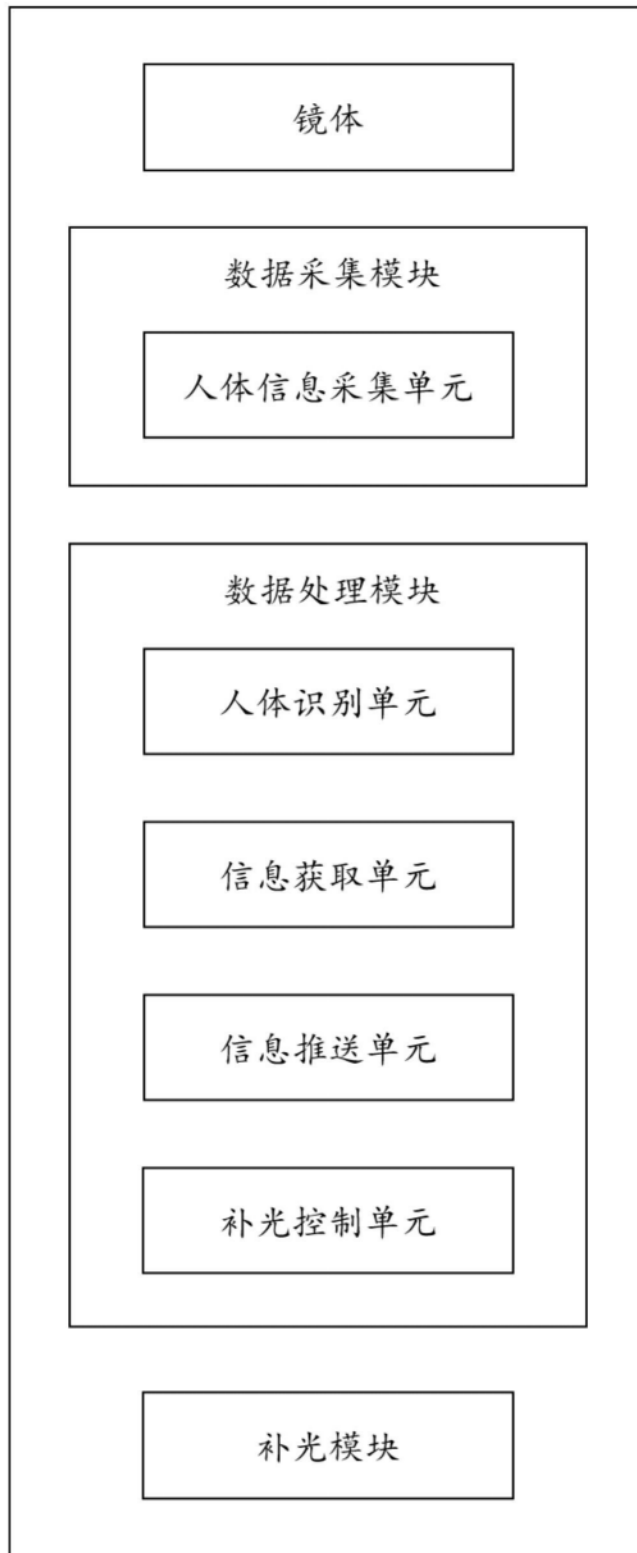 镜体
数据采集模块
人体信息采集单元
数据处理模块
人体识别单元
信息获取单元
信息推送单元
补光控制单元
补光模块